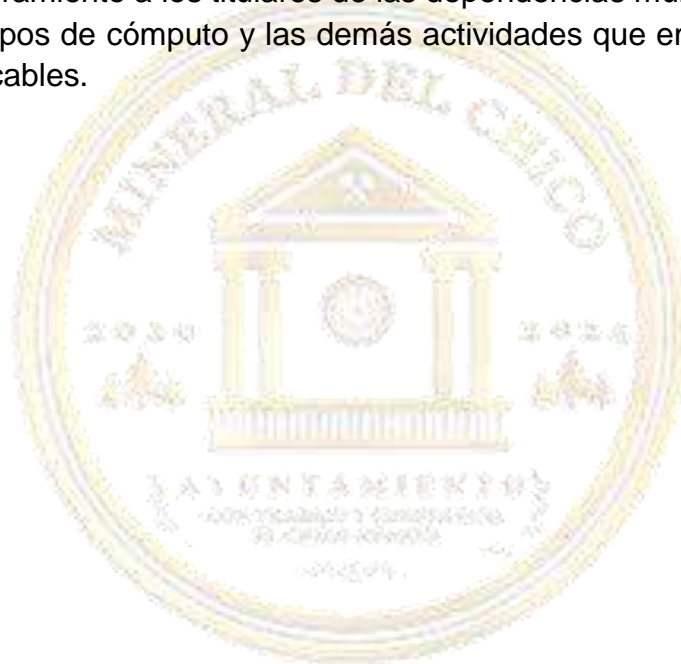 ramiento a los titulares de las dependencias mu
pos de cómputo y las demás actividades que e
cables.
MINERAL DEL CHICO
2020 2024
AYUNTAMIENTO